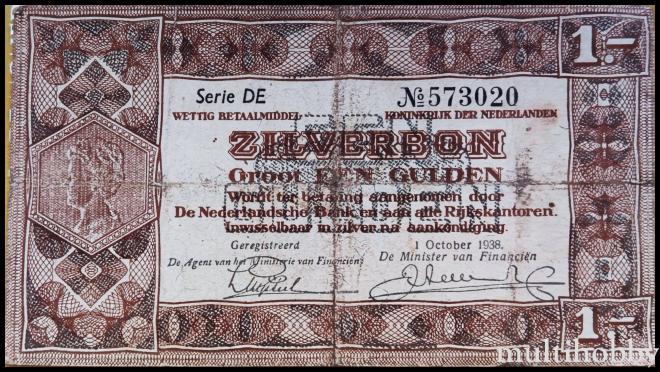 1.-
Serie DE
№ 573020
WETTIG BETAALMIDDEL KONINKRIJK DER NEDERLANDEN
ZILVERBON
Groot EEN GULDEN
Wordt ter betaling aangenomen door
De Nederlandsche Bank en aan alle Rijkskantoren.
Inwisselbaar in zilver na aankondiging.
Geregistreerd 1 October 1938.
De Agent van het Ministerie van Financiën De Minister van Financiën
1.-
multihobby